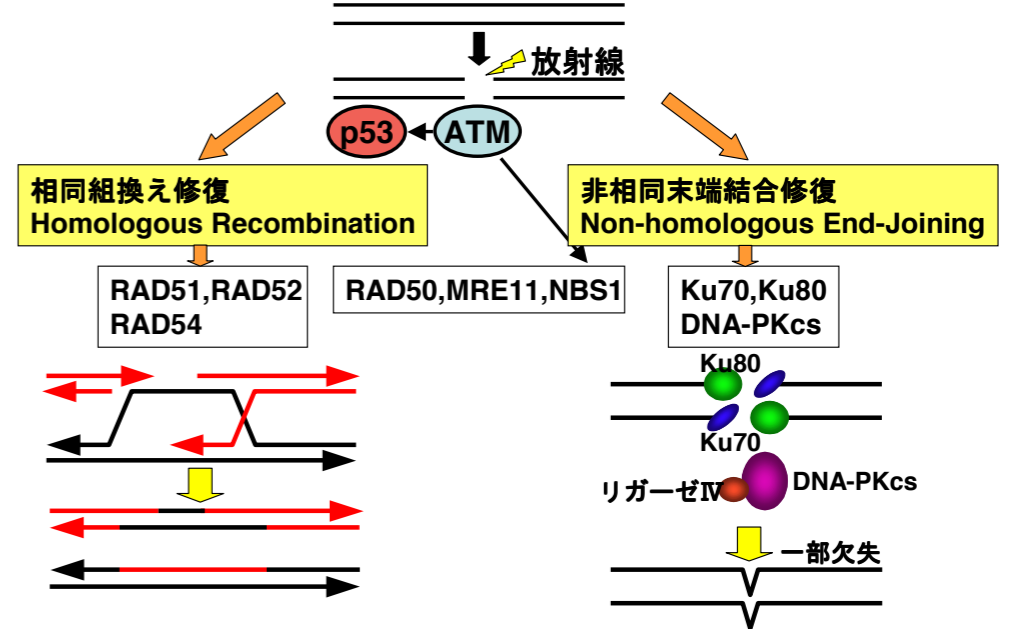 放射線
p53
ATM
相同組換え修復
Homologous Recombination
非相同末端結合修復
Non-homologous End-Joining
RAD51,RAD52
RAD54
RAD50,MRE11,NBS1
Ku70,Ku80
DNA-PKcs
Ku80
Ku70
リガーゼⅣ
DNA-PKcs
一部欠失